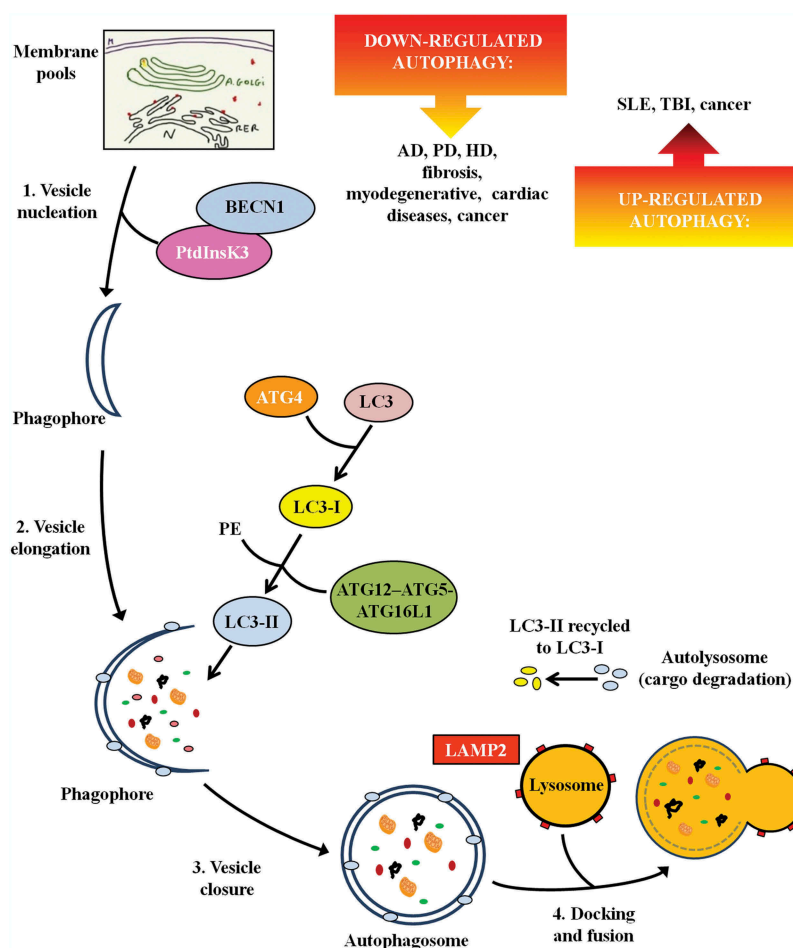 Membrane
pools
M
A.GOLGI
RER
N
DOWN-REGULATED
AUTOPHAGY:
AD, PD, HD,
fibrosis,
myodegenerative, cardiac
diseases, cancer
SLE, TBI, cancer
UP-REGULATED
AUTOPHAGY:
1. Vesicle
nucleation
BECN1
PtdInsK3
Phagophore
ATG4
LC3
LC3-I
2. Vesicle
elongation
PE
ATG12–ATG5-
ATG16L1
LC3-II
LC3-II recycled
to LC3-I
Autolysosome
(cargo degradation)
LAMP2
Lysosome
Phagophore
3. Vesicle
closure
Autophagosome
4. Docking
and fusion